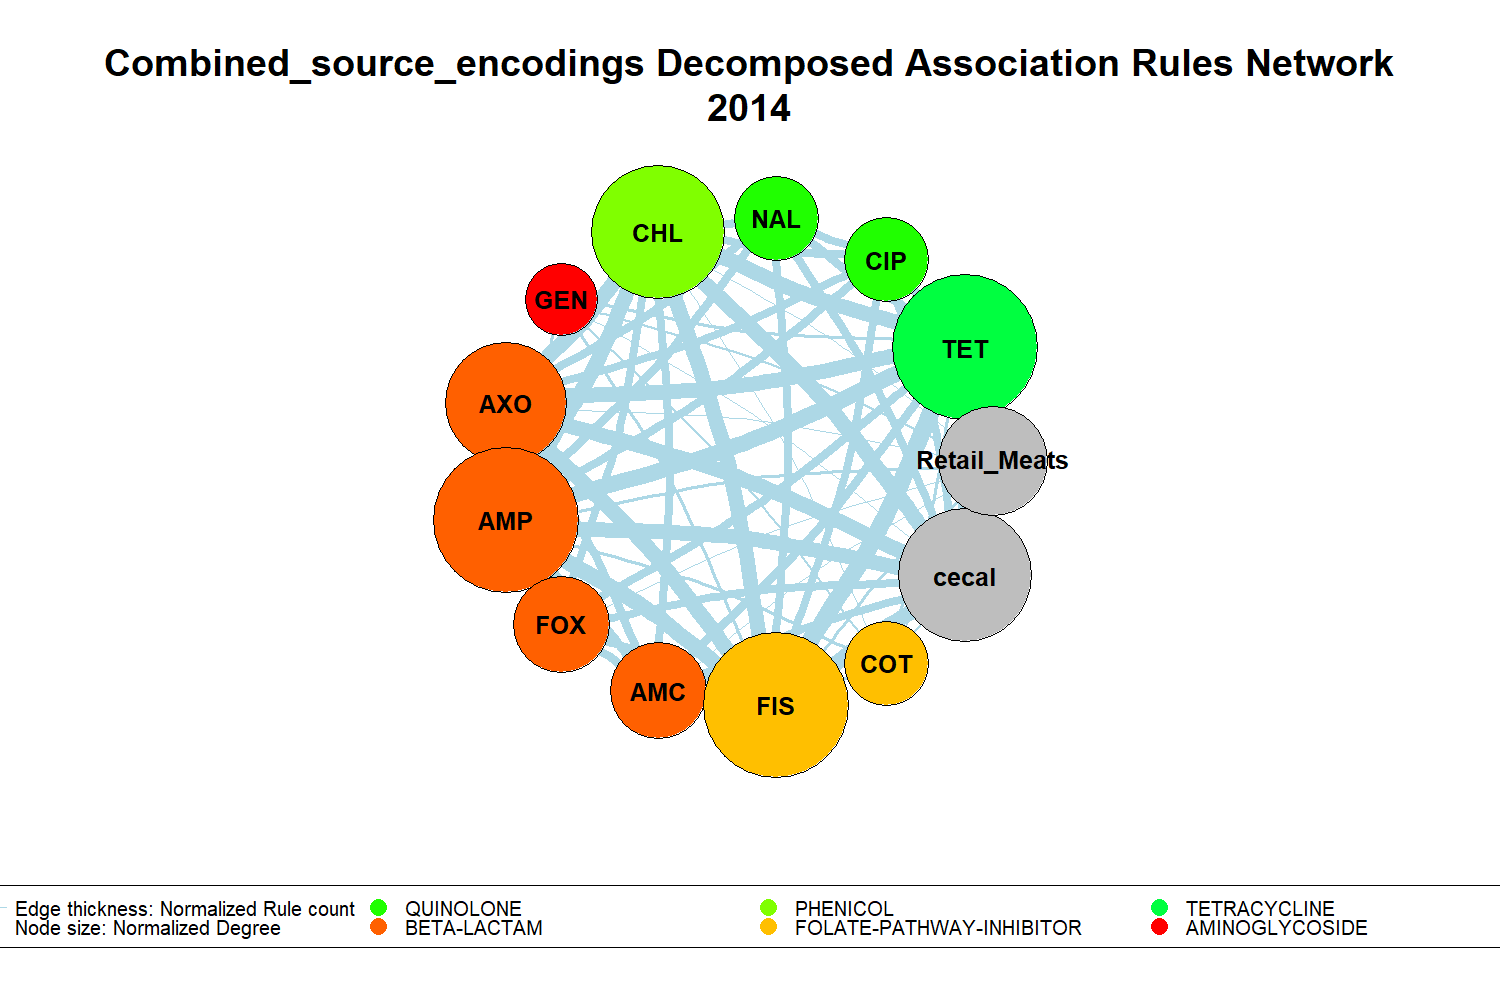 Combined_source_encodings Decomposed Association Rules Network
2014
CHL
NAL
CIP
GEN
TET
AXO
Retail_Meats
AMP
cecal
FOX
COT
AMC
FIS
Edge thickness: Normalized Rule count
Node size: Normalized Degree
QUINOLONE
BETA-LACTAM
PHENICOL
FOLATE-PATHWAY-INHIBITOR
TETRACYCLINE
AMINOGLYCOSIDE